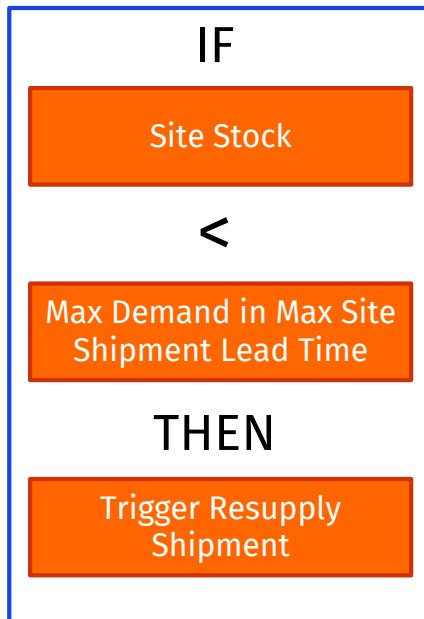 IF
Site Stock
<
Max Demand in Max Site
Shipment Lead Time
THEN
Trigger Resupply
Shipment